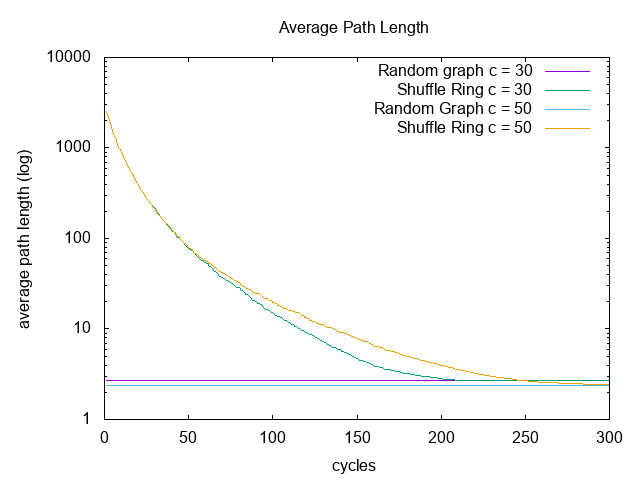 Average Path Length
Random graph c = 30
Shuffle Ring c = 30
Random Graph c = 50
Shuffle Ring c = 50
average path length (log)
10000
1000
100
10
1
0 50 100 150 200 250 300
cycles